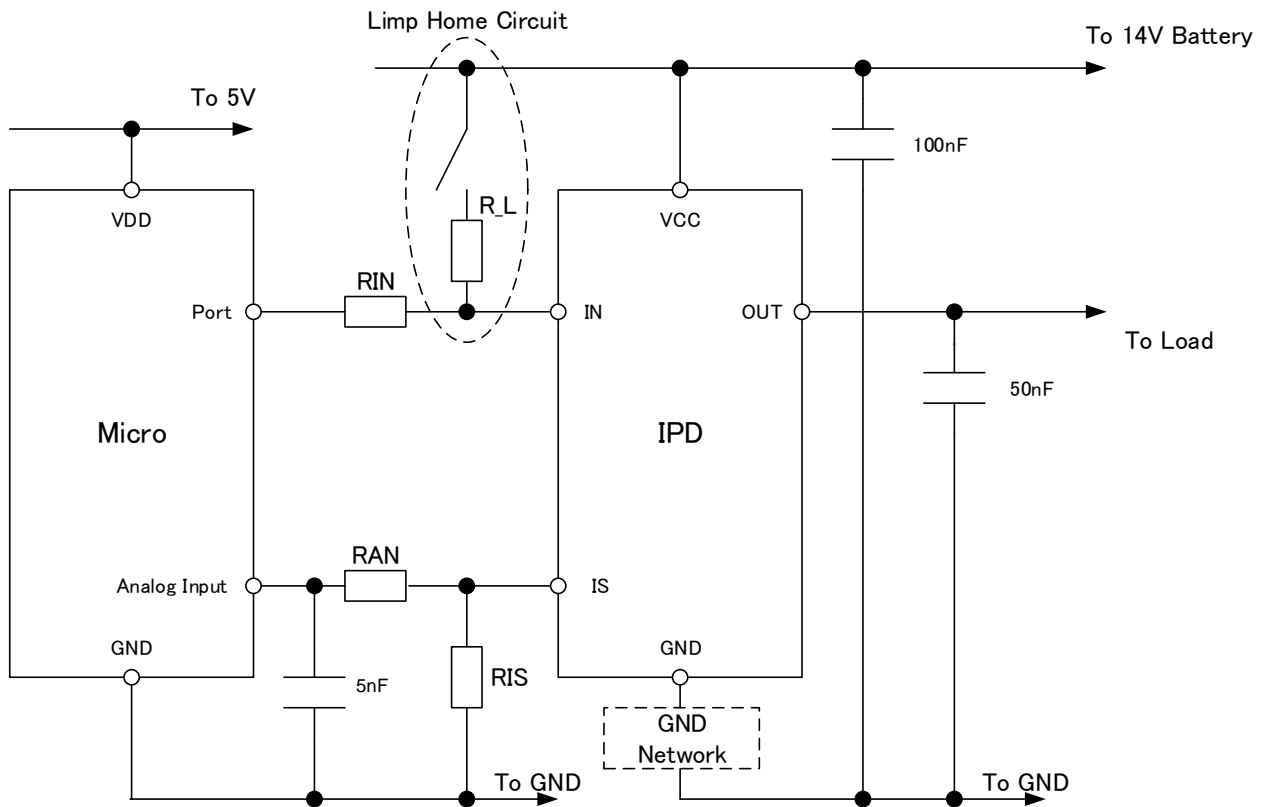 Limp Home Circuit
To 14V Battery
To 5V
100nF
R_L
VDD
VCC
RIN
Port
IN
OUT
To Load
50nF
Micro
IPD
RAN
Analog Input
IS
GND
GND
5nF
RIS
GND
Network
To GND
To GND